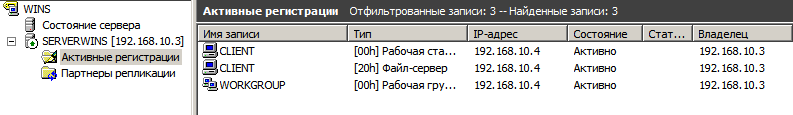 WINS
Состояние сервера
SERVERWINS [192.168.10.3]
Активные регистрации
Партнеры репликации
Активные регистрации Отфильтрованные записи: 3 -- Найденные записи: 3
Имя записи Тип IP-адрес Состояние Стат... Владелец
CLIENT [00h] Рабочая ста... 192.168.10.4 Активно 192.168.10.3
CLIENT [20h] Файл-сервер 192.168.10.4 Активно 192.168.10.3
WORKGROUP [00h] Рабочая гру... 192.168.10.4 Активно 192.168.10.3